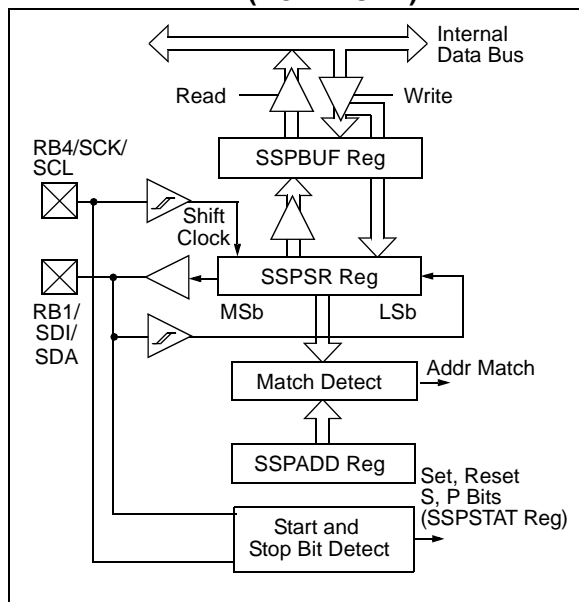 Internal
Data Bus
Read
Write
RB4/SCK/
SCL
SSPBUF Reg
Shift
Clock
SSPSR Reg
MSb
LSb
RB1/
SDI/
SDA
Match Detect
Addr Match
SSPADD Reg
Set, Reset
S, P Bits
(SSPSTAT Reg)
Start and
Stop Bit Detect